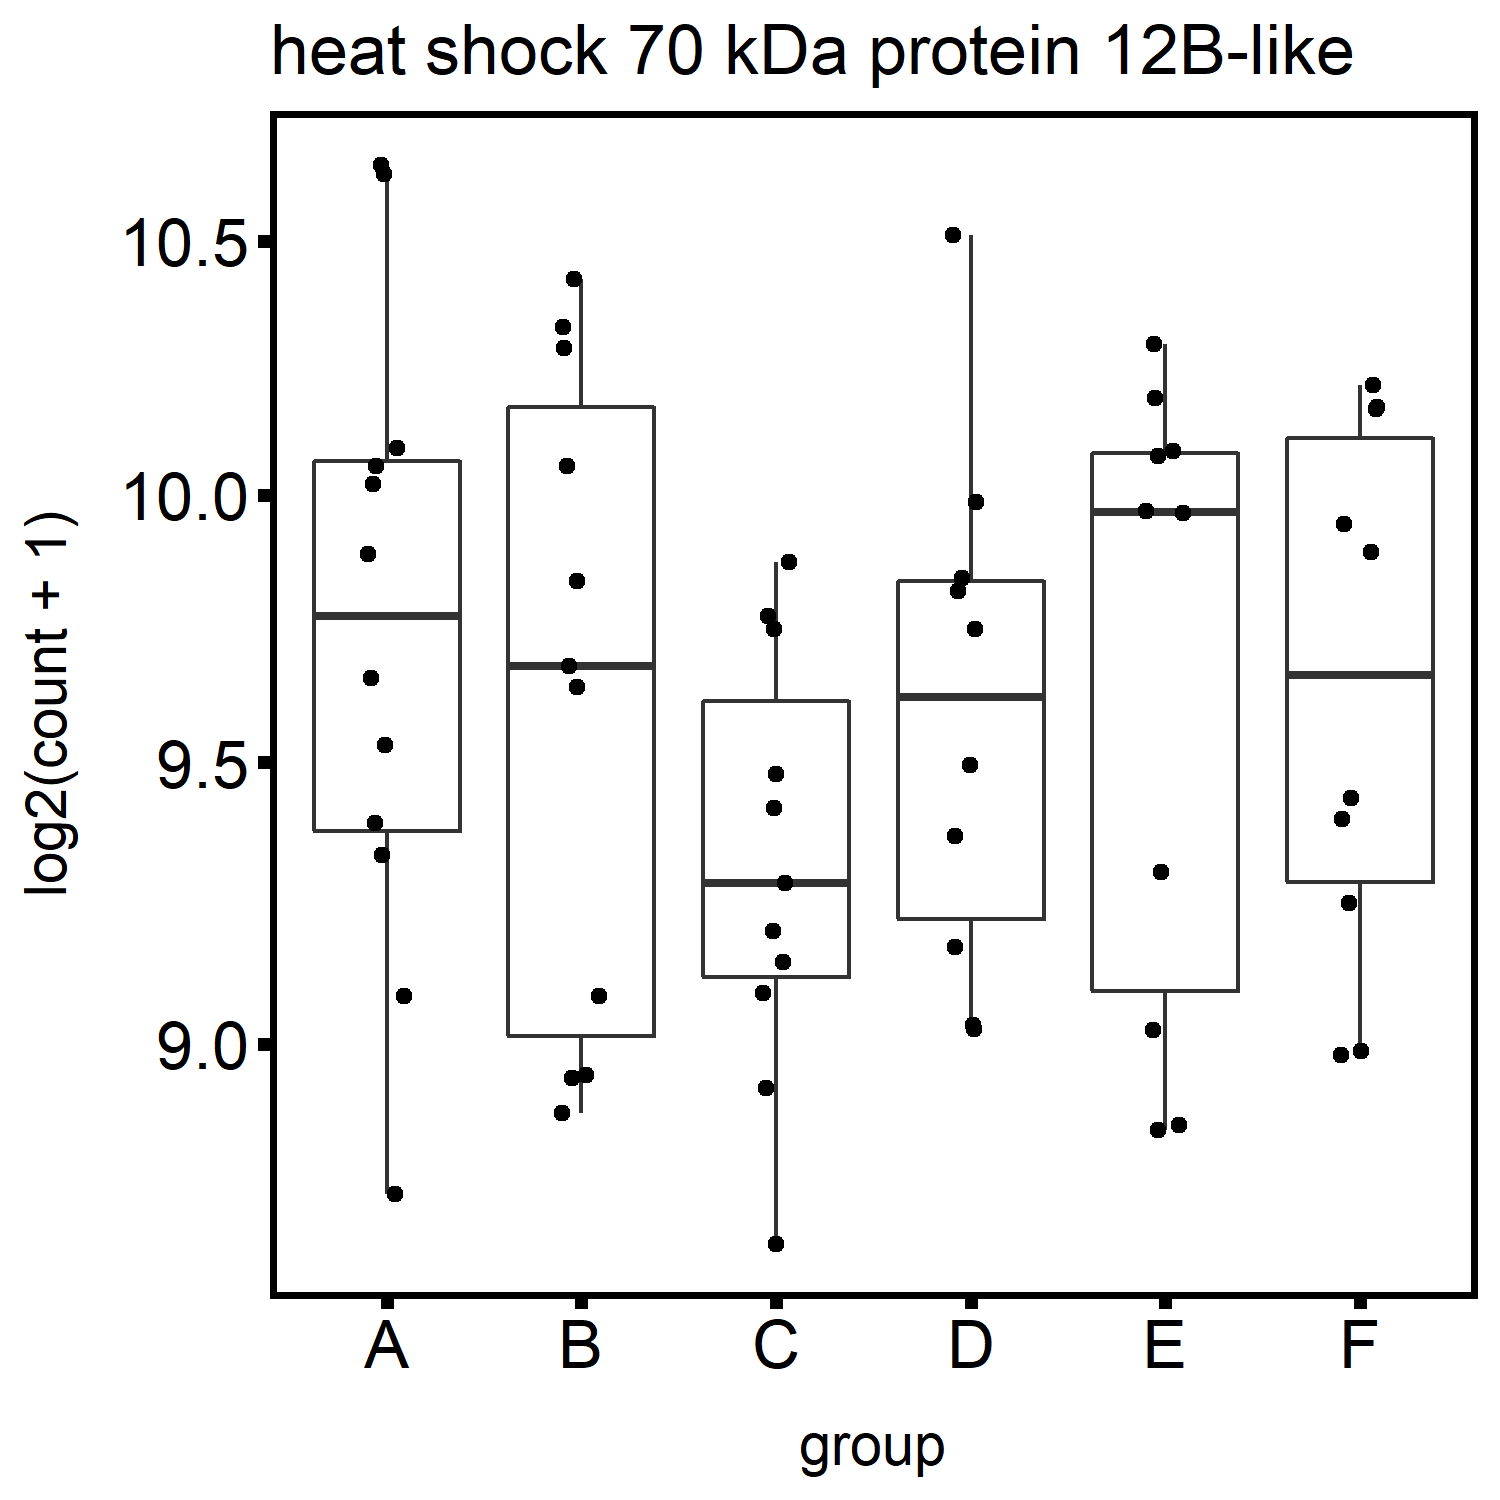 heat shock 70 kDa protein 12B-like
log2(count + 1)
10.5
10.0
9.5
9.0
A B C D E F
group